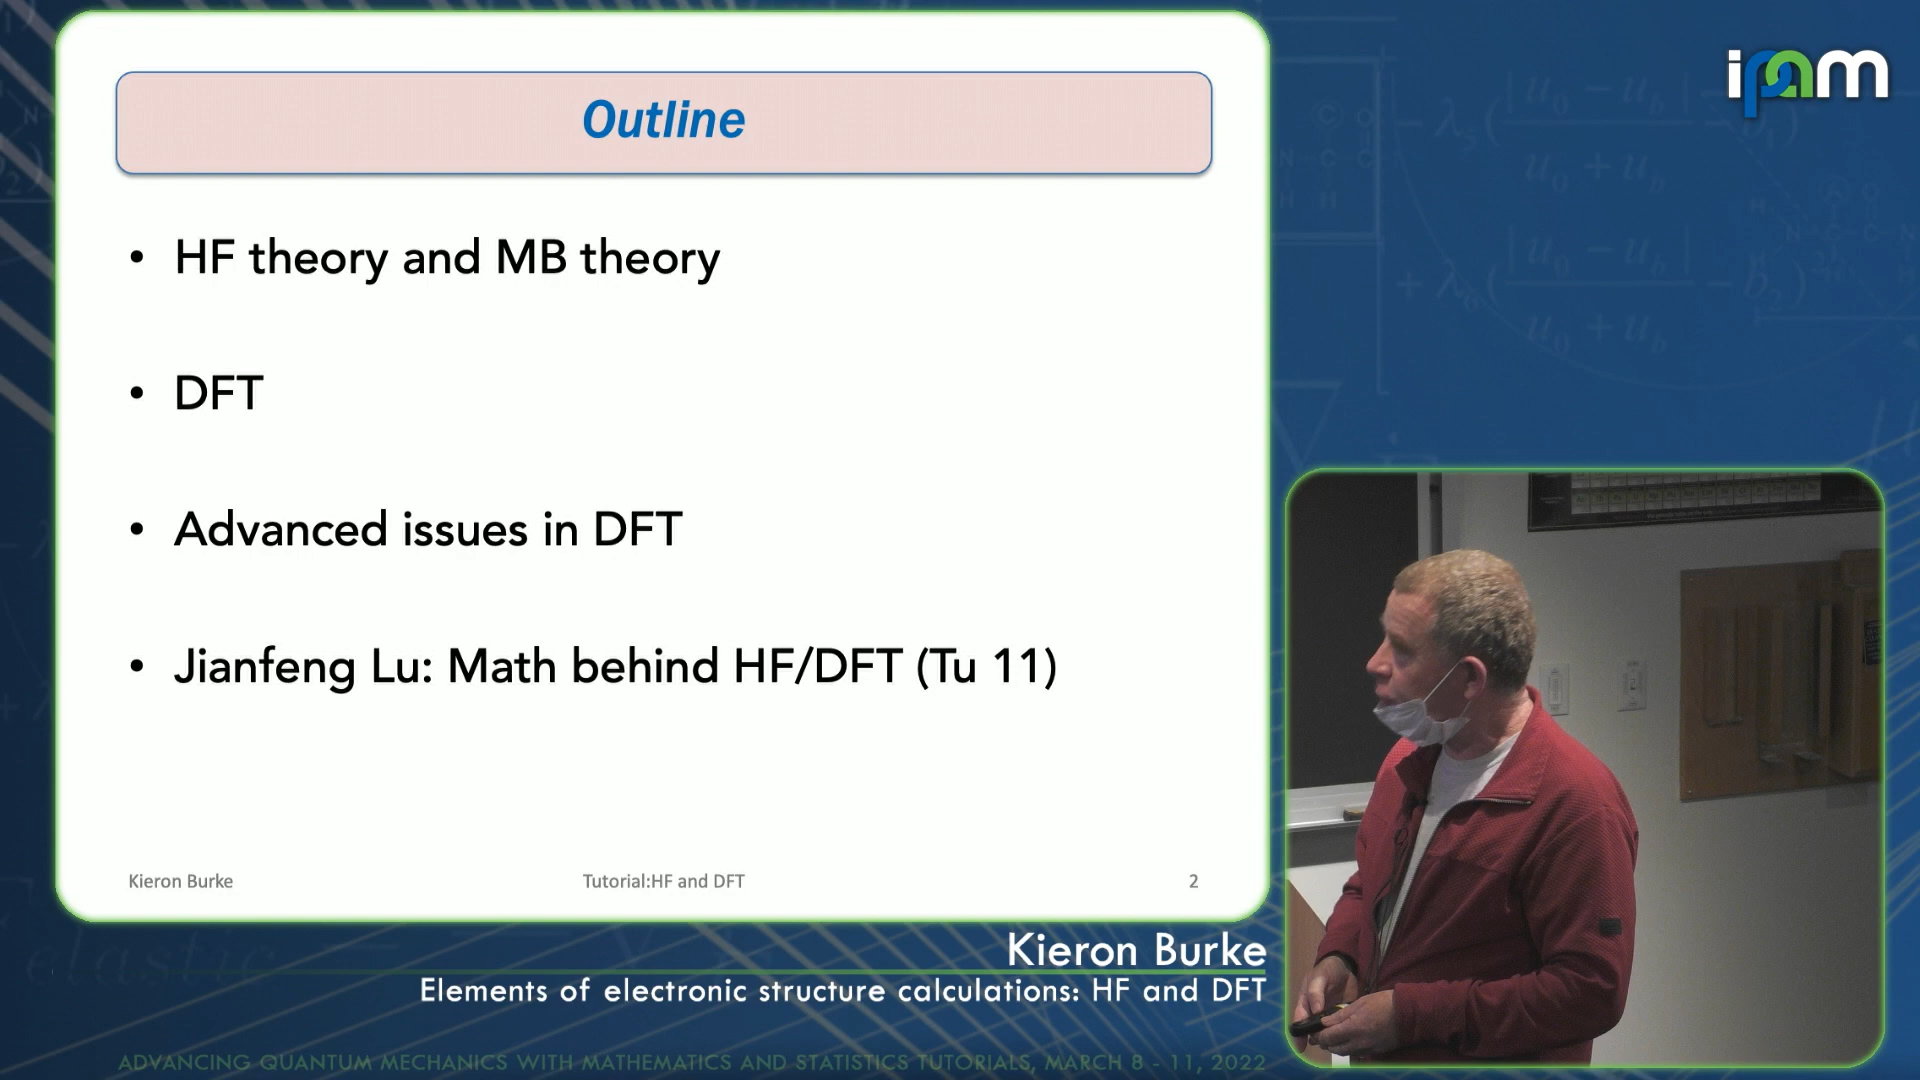 Outline
• HF theory and MB theory
• DFT
• Advanced issues in DFT
• Jianfeng Lu: Math behind HF/DFT (Tu 11)
Kieron Burke
Tutorial:HF and DFT
2
ipam
Kieron Burke
Elements of electronic structure calculations: HF and DFT
elastic
ADVANCING QUANTUM MECHANICS WITH MATHEMATICS AND STATISTICS TUTORIALS, MARCH 8 - 11, 2022